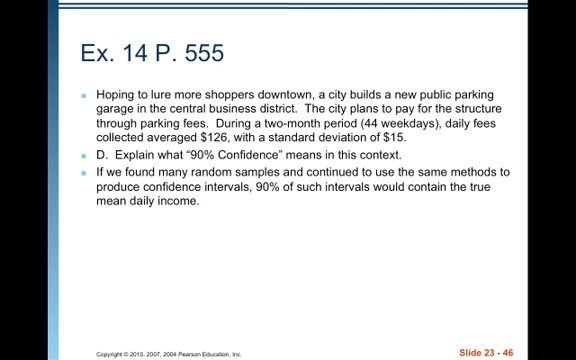 Ex. 14 P. 555
Hoping to lure more shoppers downtown, a city builds a new public parking
garage in the central business district. The city plans to pay for the structure
through parking fees. During a two-month period (44 weekdays), daily fees
collected averaged $126, with a standard deviation of $15.
D. Explain what “90% Confidence” means in this context.
If we found many random samples and continued to use the same methods to
produce confidence intervals, 90% of such intervals would contain the true
mean daily income.
Copyright © 2010, 2007, 2004 Pearson Education, Inc.
Slide 23 - 46